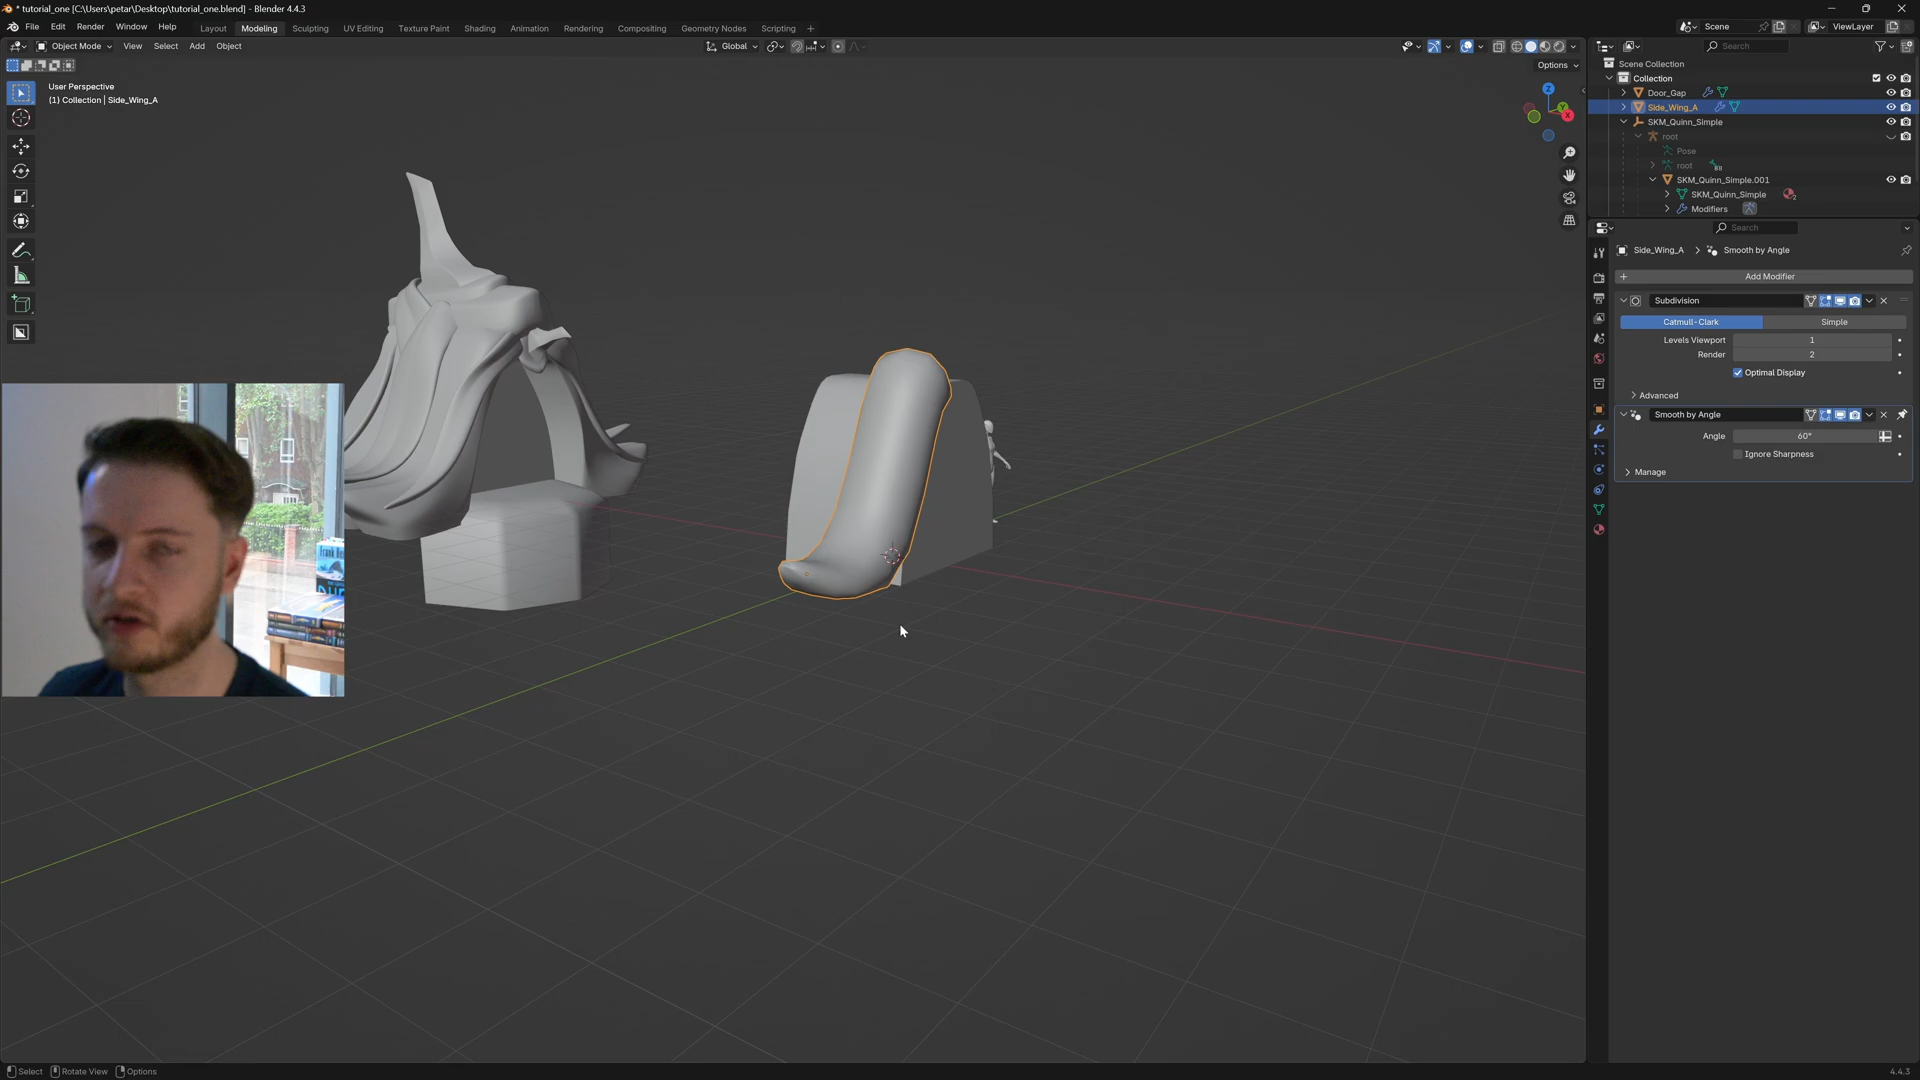 * tutorial_one [C:\Users\petar\Desktop\tutorial_one.blend] - Blender 4.4.3
File Edit Render Window Help
Layout Modeling Sculpting UV Editing Texture Paint Shading Animation Rendering Compositing Geometry Nodes Scripting +
Scene
ViewLayer
Object Mode View Select Add Object
Global
Options
Search
User Perspective
(1) Collection | Side_Wing_A
Z
Y
X
Scene Collection
Collection
Door_Gap
Side_Wing_A
SKM_Quinn_Simple
root
Pose
root
SKM_Quinn_Simple.001
SKM_Quinn_Simple
2
Modifiers
Search
Side_Wing_A > Smooth by Angle
+ Add Modifier
Subdivision
Catmull-Clark Simple
Levels Viewport 1
Render 2
Optimal Display
Advanced
Smooth by Angle
Angle 60°
Ignore Sharpness
Manage
Select Rotate View Options
4.4.3